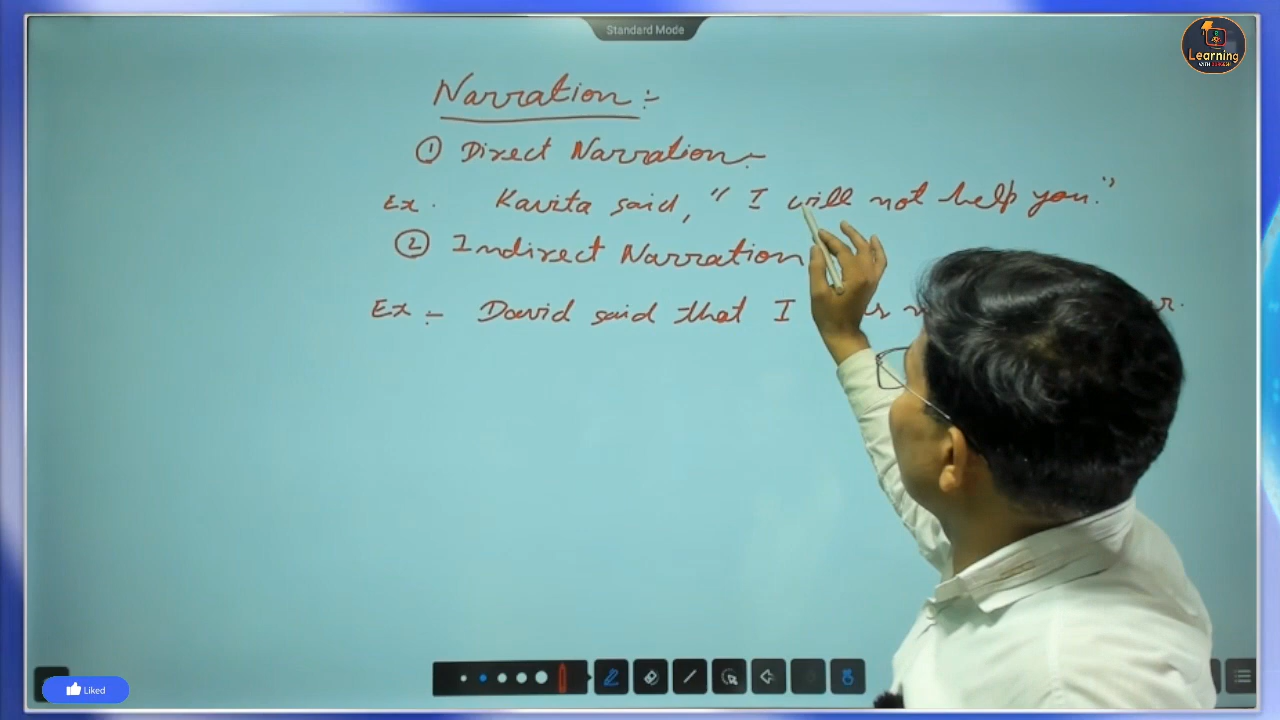 Standard Mode
Learning
Narration :-
① Direct Narration :-
Ex. Kavita said, " I will not help you."
② Indirect Narration
Ex :- David said that I
Liked